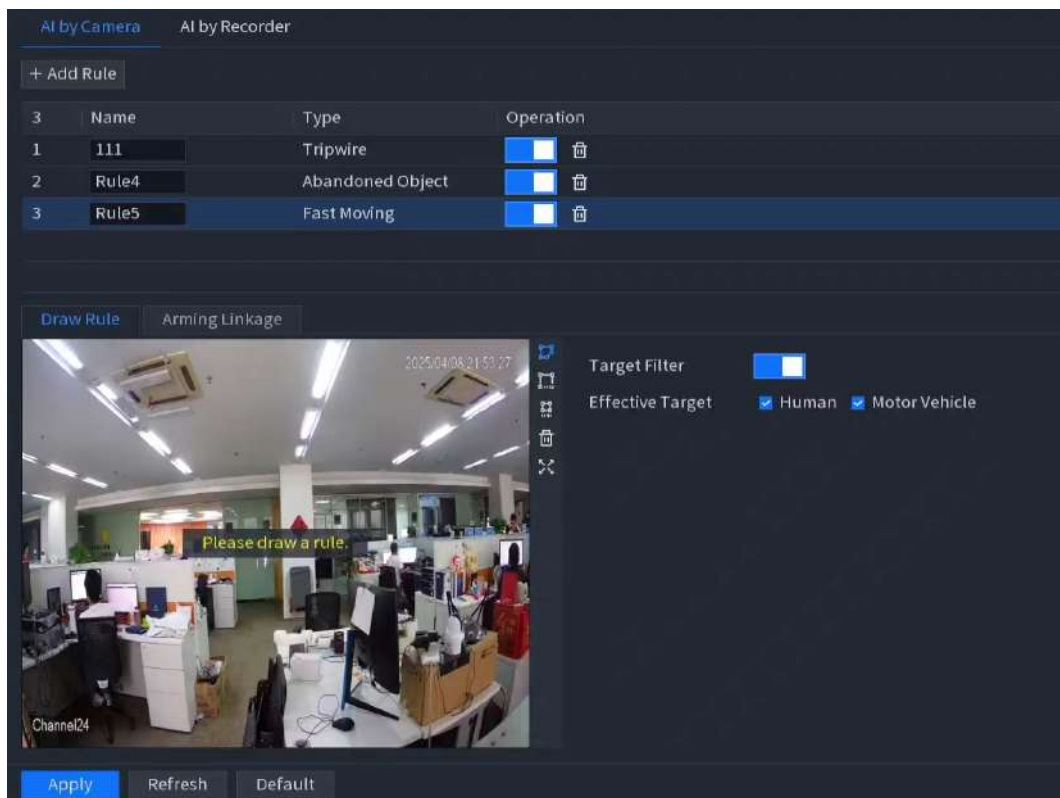 AI by Camera AI by Recorder
+ Add Rule
3 Name Type Operation
1 111 Tripwire
2 Rule4 Abandoned Object
3 Rule5 Fast Moving
Draw Rule Arming Linkage
2025/04/08 21:53:27
Target Filter
Effective Target Human Motor Vehicle
Please draw a rule.
Channel24
Apply Refresh Default